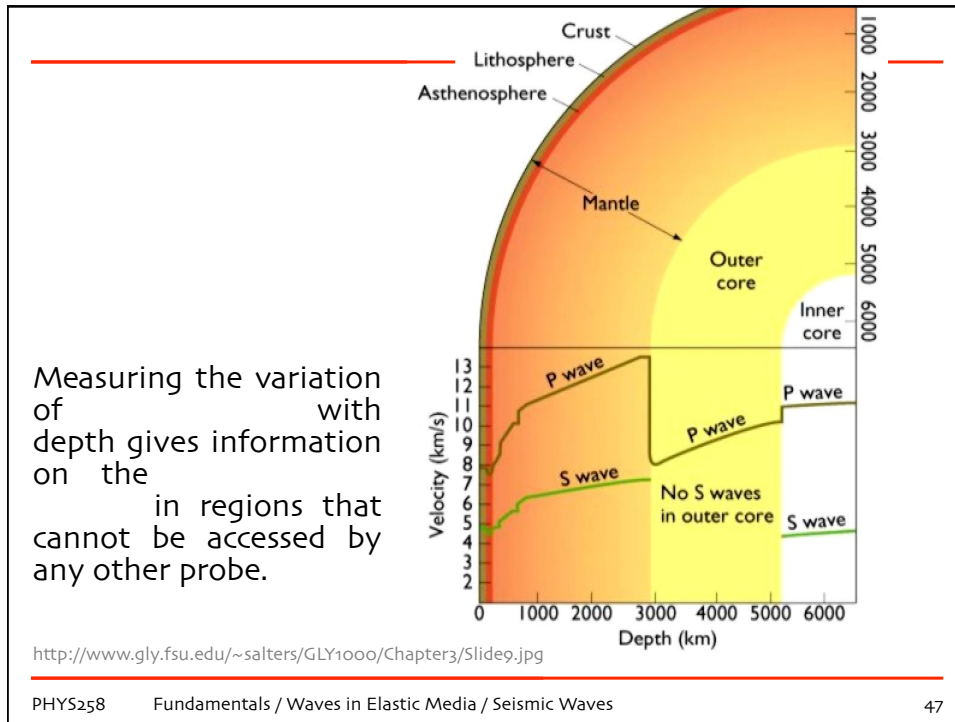 Crust
Lithosphere
Asthenosphere
Mantle
Outer
core
Inner
core
1000
2000
3000
4000
5000
6000
Measuring the variation
of with
depth gives information
on the
in regions that
cannot be accessed by
any other probe.
Velocity (km/s)
13
12
11
10
9
8
7
6
5
4
3
2
P wave
S wave
P wave
No S waves
in outer core
P wave
S wave
0 1000 2000 3000 4000 5000 6000
Depth (km)
http://www.gly.fsu.edu/~salters/GLY1000/Chapter3/Slide9.jpg
PHYS258 Fundamentals / Waves in Elastic Media / Seismic Waves 47